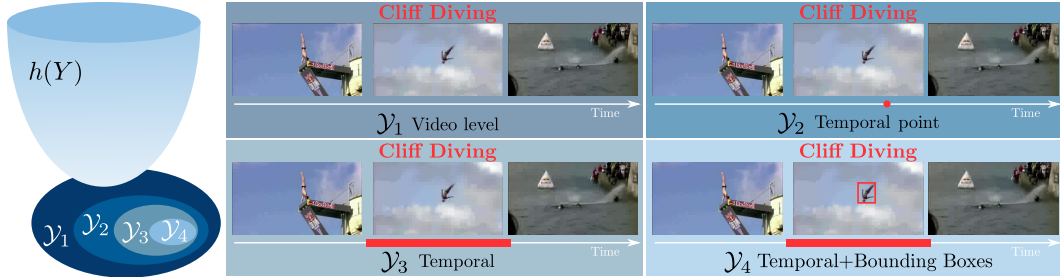 h(Y)
𝒴1
𝒴2
𝒴3
𝒴4
Cliff Diving
Time
𝒴1 Video level
Cliff Diving
Time
𝒴2 Temporal point
Cliff Diving
Time
𝒴3 Temporal
Cliff Diving
Time
𝒴4 Temporal+Bounding Boxes